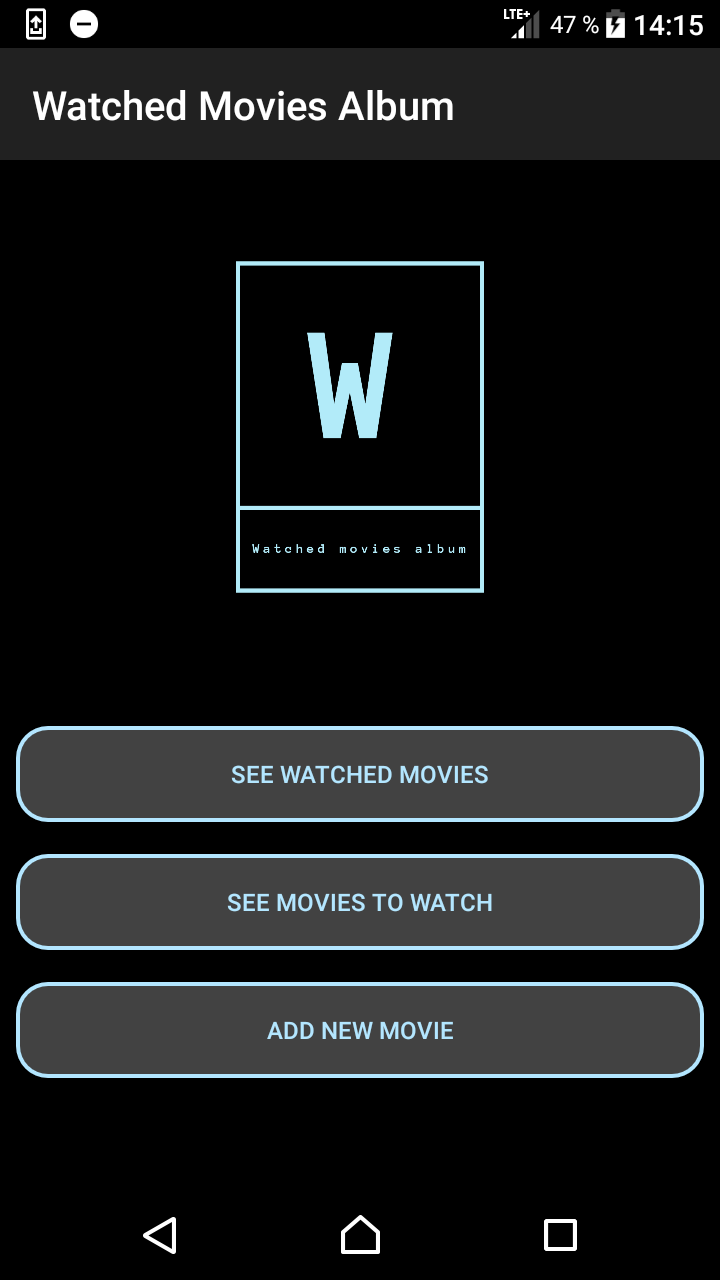 LTE+ 47 % 14:15
Watched Movies Album
W
Watched movies album
SEE WATCHED MOVIES
SEE MOVIES TO WATCH
ADD NEW MOVIE